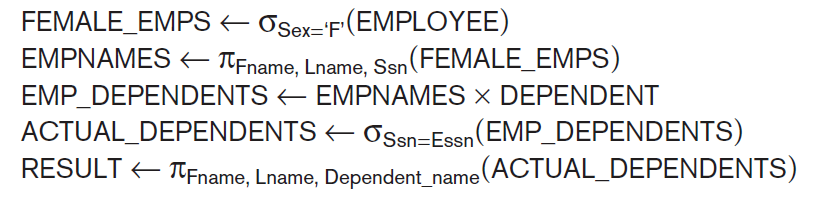 FEMALE_EMPS ← σSex=‘F’(EMPLOYEE)
EMPNAMES ← πFname, Lname, Ssn(FEMALE_EMPS)
EMP_DEPENDENTS ← EMPNAMES × DEPENDENT
ACTUAL_DEPENDENTS ← σSsn=Essn(EMP_DEPENDENTS)
RESULT ← πFname, Lname, Dependent_name(ACTUAL_DEPENDENTS)